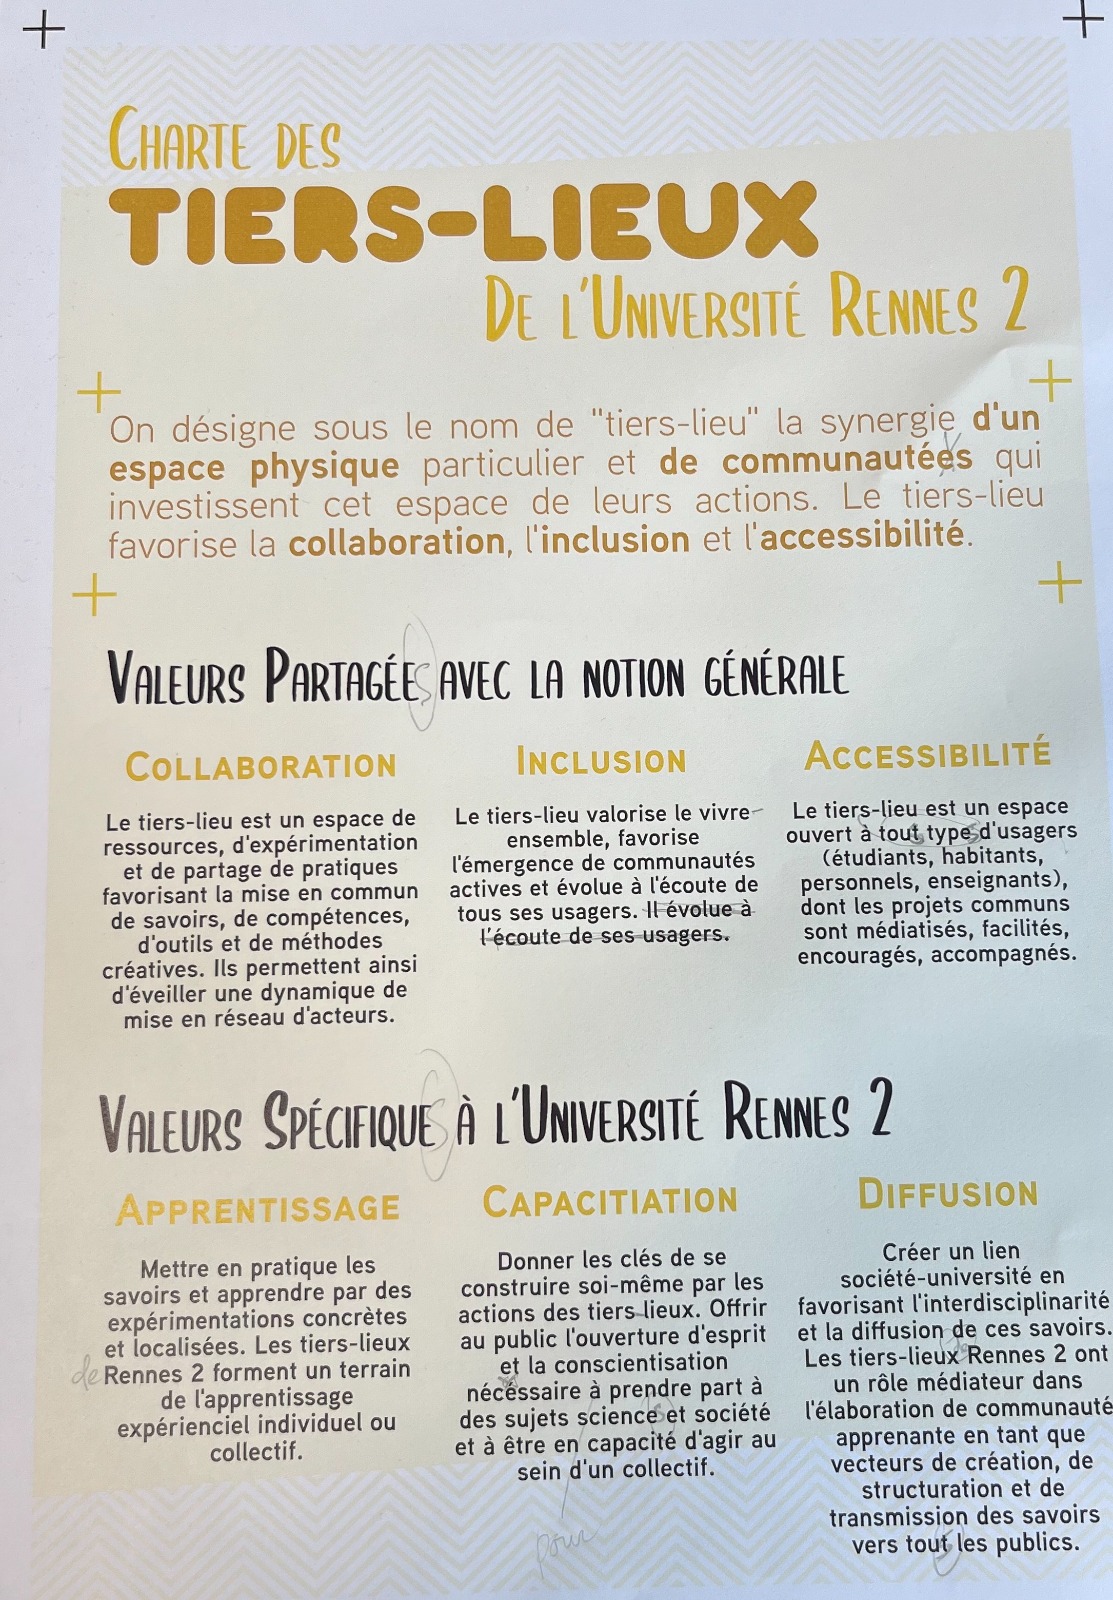 CHARTE DES
TIERS-LIEUX
DE L'UNIVERSITÉ RENNES 2
On désigne sous le nom de "tiers-lieu" la synergie d'un
espace physique particulier et de communautées qui
investissent cet espace de leurs actions. Le tiers-lieu
favorise la collaboration, l'inclusion et l'accessibilité.
VALEURS PARTAGÉES AVEC LA NOTION GÉNÉRALE
COLLABORATION
Le tiers-lieu est un espace de
ressources, d'expérimentation
et de partage de pratiques
favorisant la mise en commun
de savoirs, de compétences,
d'outils et de méthodes
créatives. Ils permettent ainsi
d'éveiller une dynamique de
mise en réseau d'acteurs.
INCLUSION
Le tiers-lieu valorise le vivre-
ensemble, favorise
l'émergence de communautés
actives et évolue à l'écoute de
tous ses usagers. Il évolue à
l'écoute de ses usagers.
ACCESSIBILITÉ
Le tiers-lieu est un espace
ouvert à tout type d'usagers
(étudiants, habitants,
personnels, enseignants),
dont les projets communs
sont médiatisés, facilités,
encouragés, accompagnés.
VALEURS SPÉCIFIQUES À L'UNIVERSITÉ RENNES 2
APPRENTISSAGE
Mettre en pratique les
savoirs et apprendre par des
expérimentations concrètes
et localisées. Les tiers-lieux
de Rennes 2 forment un terrain
de l'apprentissage
expérienciel individuel ou
collectif.
CAPACITIATION
Donner les clés de se
construire soi-même par les
actions des tiers-lieux. Offrir
au public l'ouverture d'esprit
et la conscientisation
nécessaire à prendre part à
des sujets science et société
et à être en capacité d'agir au
sein d'un collectif.
pour
DIFFUSION
Créer un lien
société-université en
favorisant l'interdisciplinarité
et la diffusion de ces savoirs.
Les tiers-lieux Rennes 2 ont
un rôle médiateur dans
l'élaboration de communauté
apprenante en tant que
vecteurs de création, de
structuration et de
transmission des savoirs
vers tout les publics.